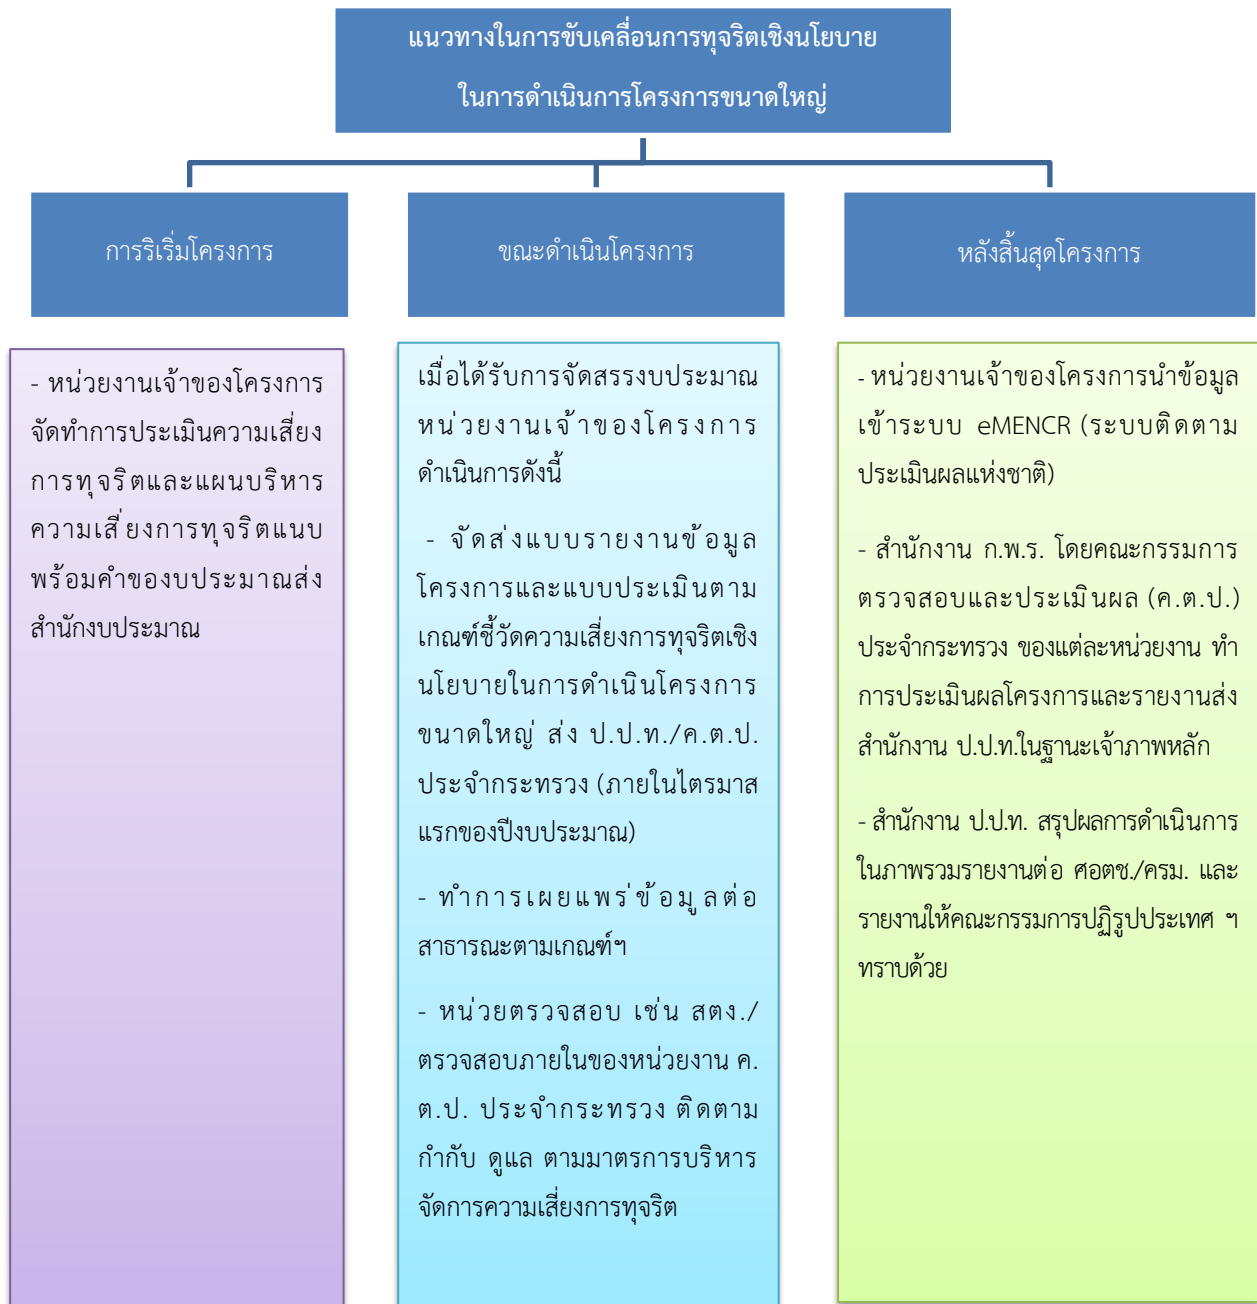 แนวทางในการขับเคลื่อนการทุจริตเชิงนโยบาย
ในการดำเนินการโครงการขนาดใหญ่
การริเริ่มโครงการ
ขณะดำเนินโครงการ
หลังสิ้นสุดโครงการ
- หน่วยงานเจ้าของโครงการ
จัดทำการประเมินความเสี่ยง
การทุจริตและแผนบริหาร
ความเสี่ยงการทุจริตแนบ
พร้อมคำของบประมาณส่ง
สำนักงบประมาณ
เมื่อได้รับการจัดสรรงบประมาณ
หน่วยงานเจ้าของโครงการ
ดำเนินการดังนี้
- จัดส่งแบบรายงานข้อมูล
โครงการและแบบประเมินตาม
เกณฑ์ชี้วัดความเสี่ยงการทุจริตเชิง
นโยบายในการดำเนินโครงการ
ขนาดใหญ่ ส่ง ป.ป.ท./ค.ต.ป.
ประจำกระทรวง (ภายในไตรมาส
แรกของปีงบประมาณ)
- ทำการเผยแพร่ข้อมูลต่อ
สาธารณะตามเกณฑ์ฯ
- หน่วยตรวจสอบ เช่น สตง./
ตรวจสอบภายในของหน่วยงาน ค.
ต.ป. ประจำกระทรวง ติดตาม
กำกับ ดูแล ตามมาตรการบริหาร
จัดการความเสี่ยงการทุจริต
- หน่วยงานเจ้าของโครงการนำข้อมูล
เข้าระบบ eMENCR (ระบบติดตาม
ประเมินผลแห่งชาติ)
- สำนักงาน ก.พ.ร. โดยคณะกรรมการ
ตรวจสอบและประเมินผล (ค.ต.ป.)
ประจำกระทรวง ของแต่ละหน่วยงาน ทำ
การประเมินผลโครงการและรายงานส่ง
สำนักงาน ป.ป.ท.ในฐานะเจ้าภาพหลัก
- สำนักงาน ป.ป.ท. สรุปผลการดำเนินการ
ในภาพรวมรายงานต่อ ศอตช./ครม. และ
รายงานให้คณะกรรมการปฏิรูปประเทศ ฯ
ทราบด้วย